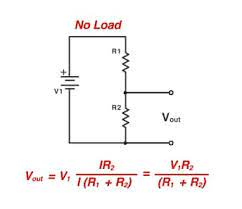 No Load
R1
+
V1
R2
Vout
Vout = V1 IR2 / I (R1 + R2) = V1R2 / (R1 + R2)